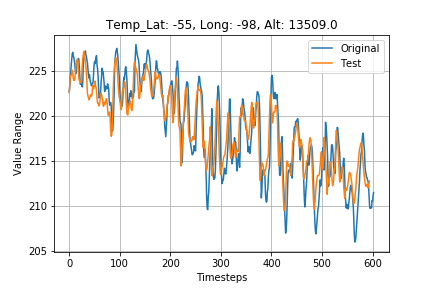 Temp_Lat: -55, Long: -98, Alt: 13509.0
Original
Test
Value Range
225
220
215
210
205
0 100 200 300 400 500 600
Timesteps